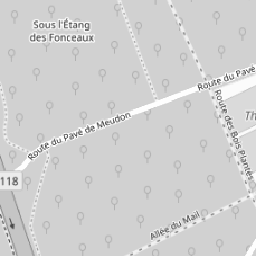 Sous l'Étang
des Fonceaux
Route du Pavé
Route du Pavé de Meudon
Route des Bois Plantés
118
Th
Allée du Mail